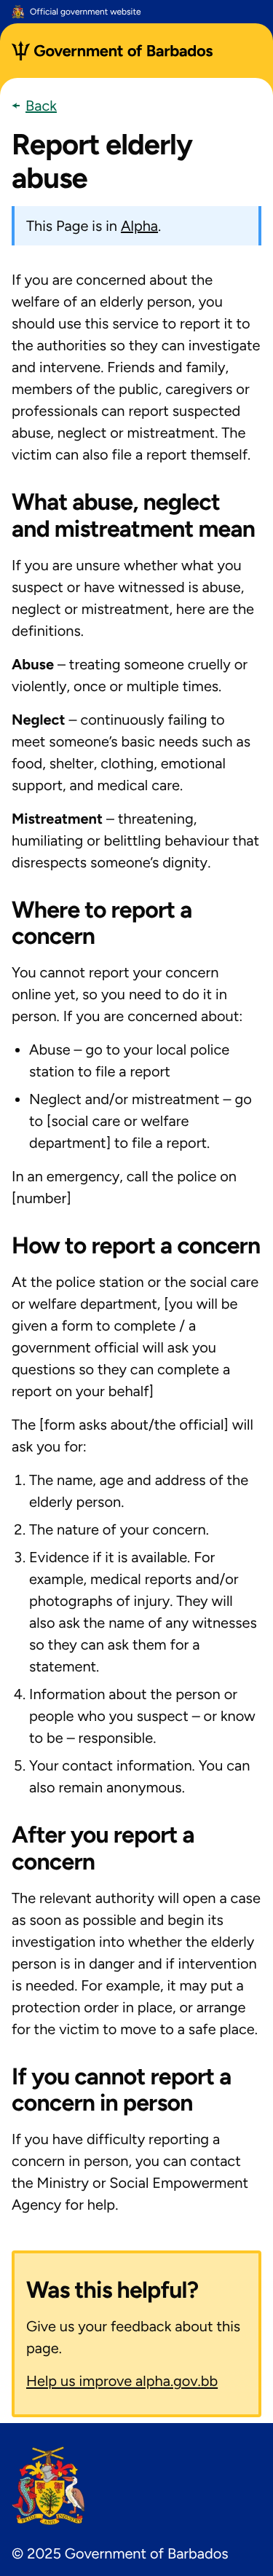 Official government website
Government of Barbados
Back
Report elderly
abuse
This Page is in Alpha.
If you are concerned about the
welfare of an elderly person, you
should use this service to report it to
the authorities so they can investigate
and intervene. Friends and family,
members of the public, caregivers or
professionals can report suspected
abuse, neglect or mistreatment. The
victim can also file a report themself.
What abuse, neglect
and mistreatment mean
If you are unsure whether what you
suspect or have witnessed is abuse,
neglect or mistreatment, here are the
definitions.
Abuse – treating someone cruelly or
violently, once or multiple times.
Neglect – continuously failing to
meet someone’s basic needs such as
food, shelter, clothing, emotional
support, and medical care.
Mistreatment – threatening,
humiliating or belittling behaviour that
disrespects someone’s dignity.
Where to report a
concern
You cannot report your concern
online yet, so you need to do it in
person. If you are concerned about:
• Abuse – go to your local police
station to file a report
• Neglect and/or mistreatment – go
to [social care or welfare
department] to file a report.
In an emergency, call the police on
[number]
How to report a concern
At the police station or the social care
or welfare department, [you will be
given a form to complete / a
government official will ask you
questions so they can complete a
report on your behalf]
The [form asks about/the official] will
ask you for:
1. The name, age and address of the
elderly person.
2. The nature of your concern.
3. Evidence if it is available. For
example, medical reports and/or
photographs of injury. They will
also ask the name of any witnesses
so they can ask them for a
statement.
4. Information about the person or
people who you suspect – or know
to be – responsible.
5. Your contact information. You can
also remain anonymous.
After you report a
concern
The relevant authority will open a case
as soon as possible and begin its
investigation into whether the elderly
person is in danger and if intervention
is needed. For example, it may put a
protection order in place, or arrange
for the victim to move to a safe place.
If you cannot report a
concern in person
If you have difficulty reporting a
concern in person, you can contact
the Ministry or Social Empowerment
Agency for help.
Was this helpful?
Give us your feedback about this
page.
Help us improve alpha.gov.bb
© 2025 Government of Barbados